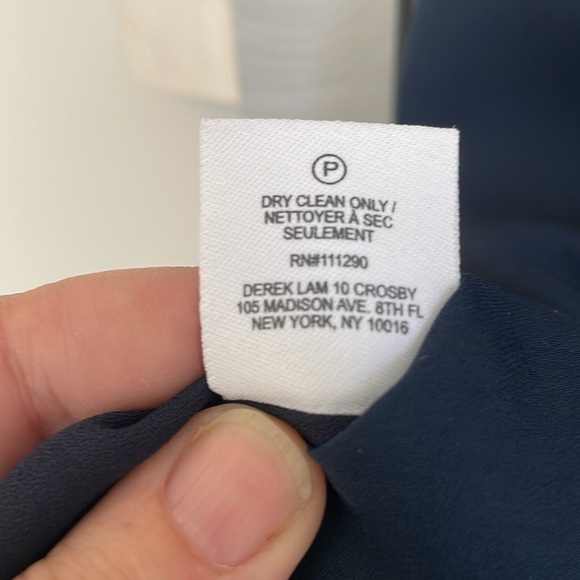 P
DRY CLEAN ONLY /
NETTOYER À SEC
SEULEMENT
RN#111290
DEREK LAM 10 CROSBY
105 MADISON AVE. 8TH FL
NEW YORK, NY 10016